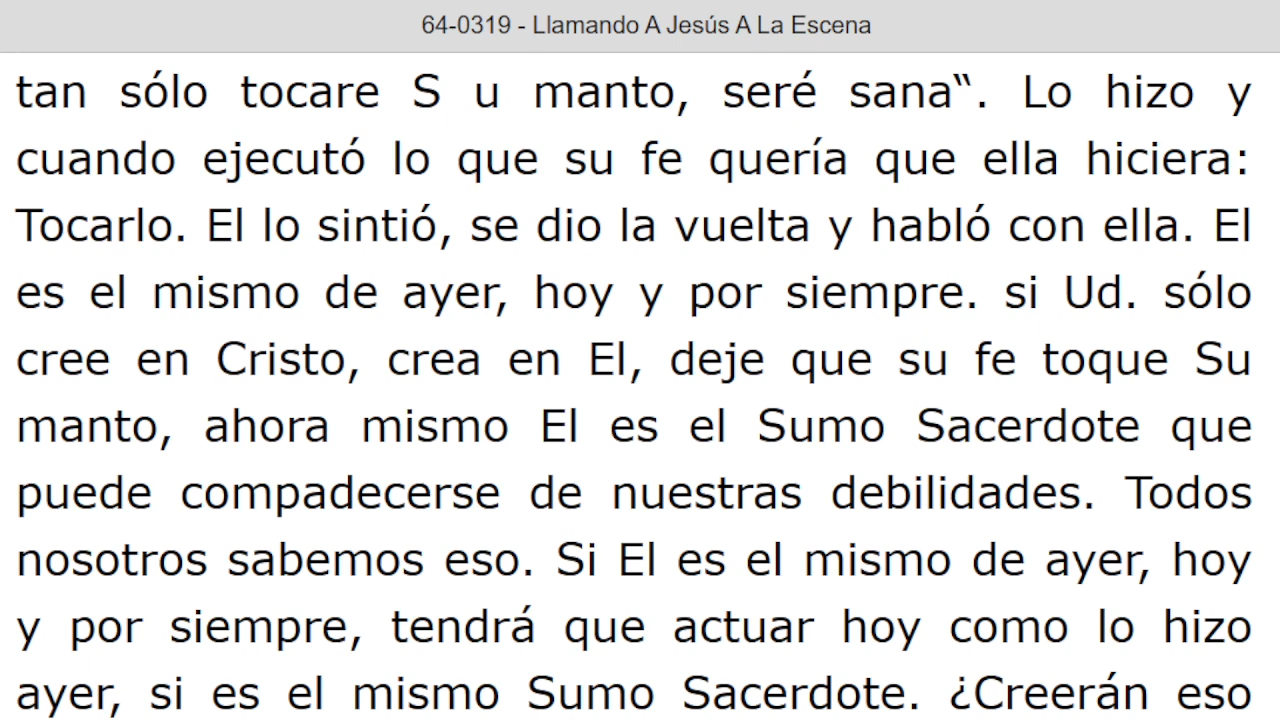 64-0319 - Llamando A Jesús A La Escena
tan sólo tocare S u manto, seré sana‟. Lo hizo y
cuando ejecutó lo que su fe quería que ella hiciera:
Tocarlo. El lo sintió, se dio la vuelta y habló con ella. El
es el mismo de ayer, hoy y por siempre. si Ud. sólo
cree en Cristo, crea en El, deje que su fe toque Su
manto, ahora mismo El es el Sumo Sacerdote que
puede compadecerse de nuestras debilidades. Todos
nosotros sabemos eso. Si El es el mismo de ayer, hoy
y por siempre, tendrá que actuar hoy como lo hizo
ayer, si es el mismo Sumo Sacerdote. ¿Creerán eso